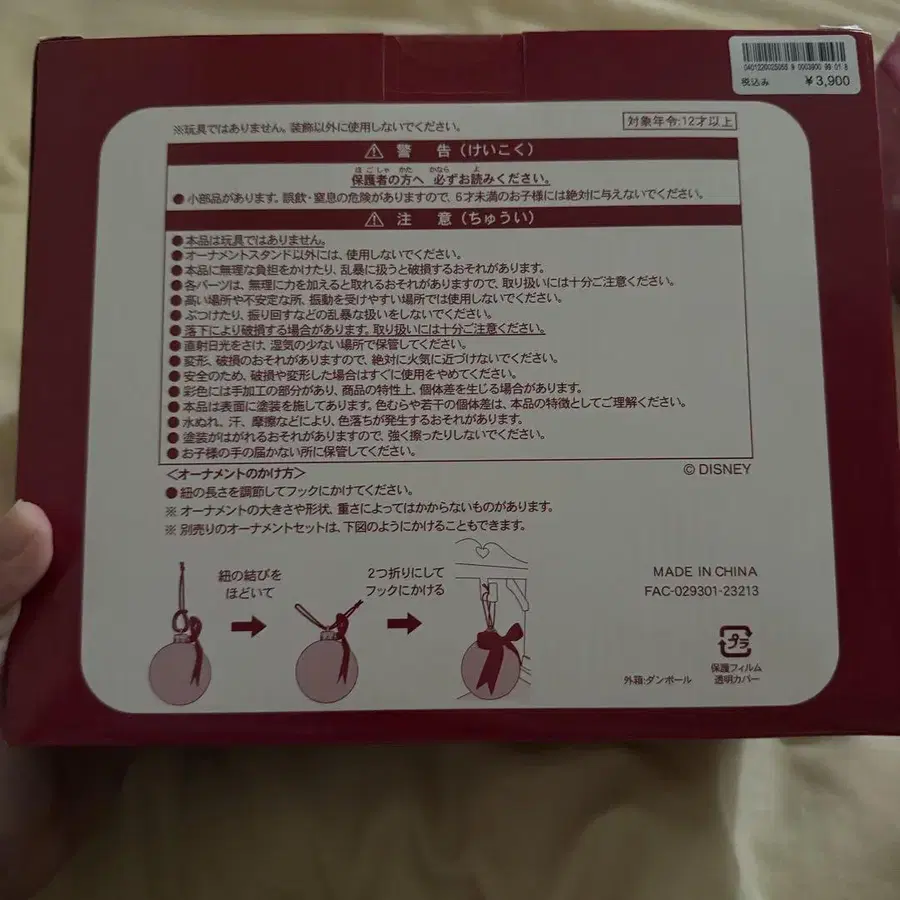 0401220025055 9 0003900 99 01 8
税込み ￥3,900
※玩具ではありません。装飾以外に使用しないでください。
対象年令:12才以上
⚠ 警 告(けいこく)
ほごしゃ かた かなら よ
保護者の方へ 必ずお読みください。
●小部品があります。誤飲・窒息の危険がありますので、6才未満のお子様には絶対に与えないでください。
⚠ 注 意(ちゅうい)
●本品は玩具ではありません。
●オーナメントスタンド以外には、使用しないでください。
●本品に無理な負担をかけたり、乱暴に扱うと破損するおそれがあります。
●各パーツは、無理に力を加えると取れるおそれがありますので、取り扱いには十分ご注意ください。
●高い場所や不安定な所、振動を受けやすい場所では使用しないでください。
●ぶつけたり、振り回すなどの乱暴な扱いをしないでください。
●落下により破損する場合があります。取り扱いには十分ご注意ください。
●直射日光をさけ、湿気の少ない場所で保管してください。
●変形、破損のおそれがありますので、絶対に火気に近づけないでください。
●安全のため、破損や変形した場合はすぐに使用をやめてください。
●彩色には手加工の部分があり、商品の特性上、個体差を生じる場合があります。
●本品は表面に塗装を施してあります。色むらや若干の個体差は、本品の特徴としてご理解ください。
●水ぬれ、汗、摩擦などにより、色落ちが発生するおそれがあります。
●塗装がはがれるおそれがありますので、強く擦ったりしないでください。
●お子様の手の届かない所に保管してください。
© DISNEY
<オーナメントのかけ方>
●紐の長さを調節してフックにかけてください。
※ オーナメントの大きさや形状、重さによってはかからないものがあります。
※ 別売りのオーナメントセットは、下図のようにかけることもできます。
紐の結びを
ほどいて
2つ折りにして
フックにかける
MADE IN CHINA
FAC-029301-23213
プラ
外箱:ダンボール
保護フィルム
透明カバー